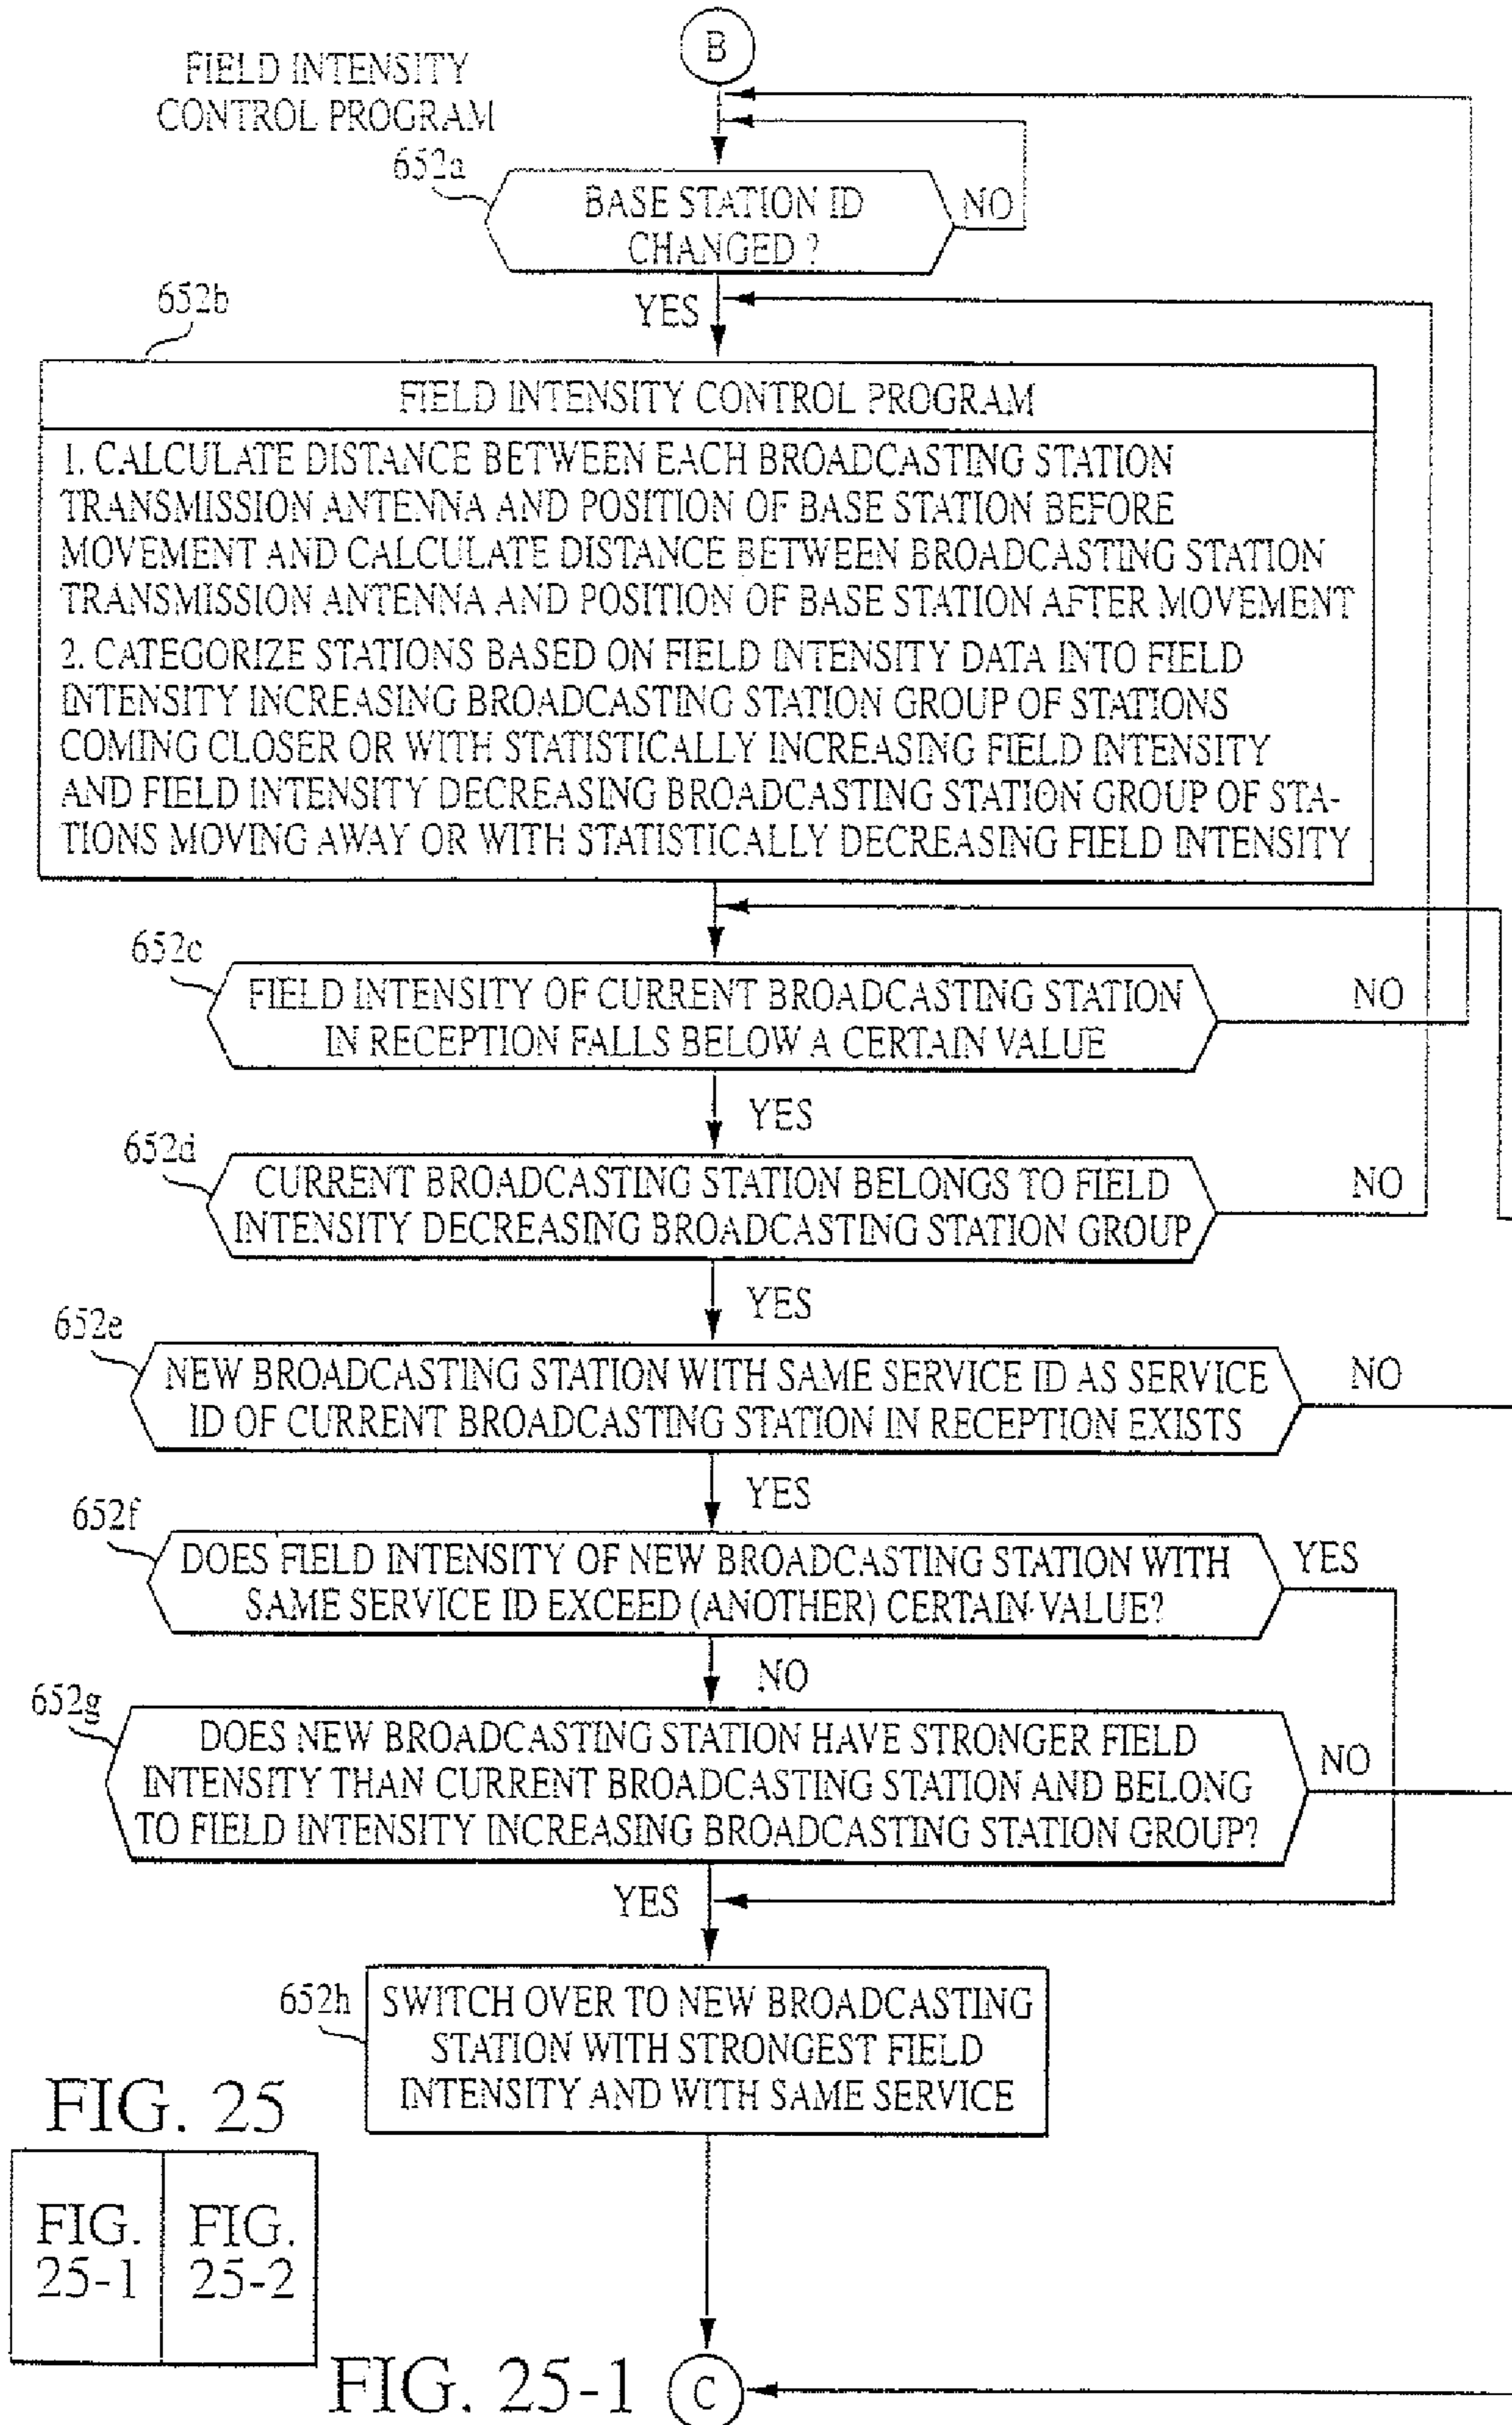 B
FIELD INTENSITY
CONTROL PROGRAM
652a
BASE STATION ID
CHANGED ?
NO
YES
652b
FIELD INTENSITY CONTROL PROGRAM
1. CALCULATE DISTANCE BETWEEN EACH BROADCASTING STATION
TRANSMISSION ANTENNA AND POSITION OF BASE STATION BEFORE
MOVEMENT AND CALCULATE DISTANCE BETWEEN BROADCASTING STATION
TRANSMISSION ANTENNA AND POSITION OF BASE STATION AFTER MOVEMENT
2. CATEGORIZE STATIONS BASED ON FIELD INTENSITY DATA INTO FIELD
INTENSITY INCREASING BROADCASTING STATION GROUP OF STATIONS
COMING CLOSER OR WITH STATISTICALLY INCREASING FIELD INTENSITY
AND FIELD INTENSITY DECREASING BROADCASTING STATION GROUP OF STA-
TIONS MOVING AWAY OR WITH STATISTICALLY DECREASING FIELD INTENSITY
652c
FIELD INTENSITY OF CURRENT BROADCASTING STATION
IN RECEPTION FALLS BELOW A CERTAIN VALUE
NO
YES
652d
CURRENT BROADCASTING STATION BELONGS TO FIELD
INTENSITY DECREASING BROADCASTING STATION GROUP
NO
YES
652e
NEW BROADCASTING STATION WITH SAME SERVICE ID AS SERVICE
ID OF CURRENT BROADCASTING STATION IN RECEPTION EXISTS
NO
YES
652f
DOES FIELD INTENSITY OF NEW BROADCASTING STATION WITH
SAME SERVICE ID EXCEED (ANOTHER) CERTAIN VALUE?
YES
NO
652g
DOES NEW BROADCASTING STATION HAVE STRONGER FIELD
INTENSITY THAN CURRENT BROADCASTING STATION AND BELONG
TO FIELD INTENSITY INCREASING BROADCASTING STATION GROUP?
NO
YES
652h
SWITCH OVER TO NEW BROADCASTING
STATION WITH STRONGEST FIELD
INTENSITY AND WITH SAME SERVICE
FIG. 25
FIG.
25-1
FIG.
25-2
FIG. 25-1
C